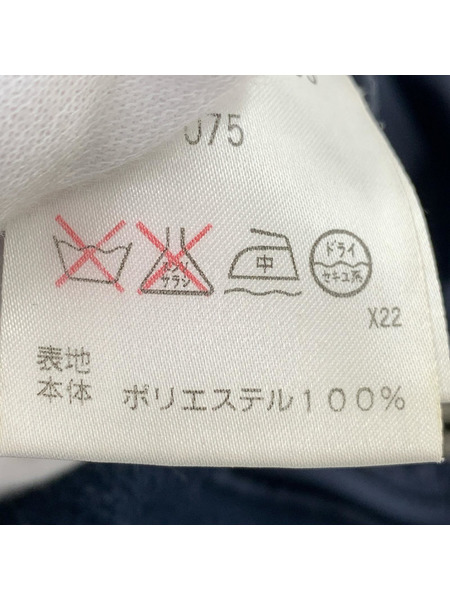 J75
エンソ
サラシ
中
ドライ
セキユ系
X22
表地
本体 ポリエステル100%